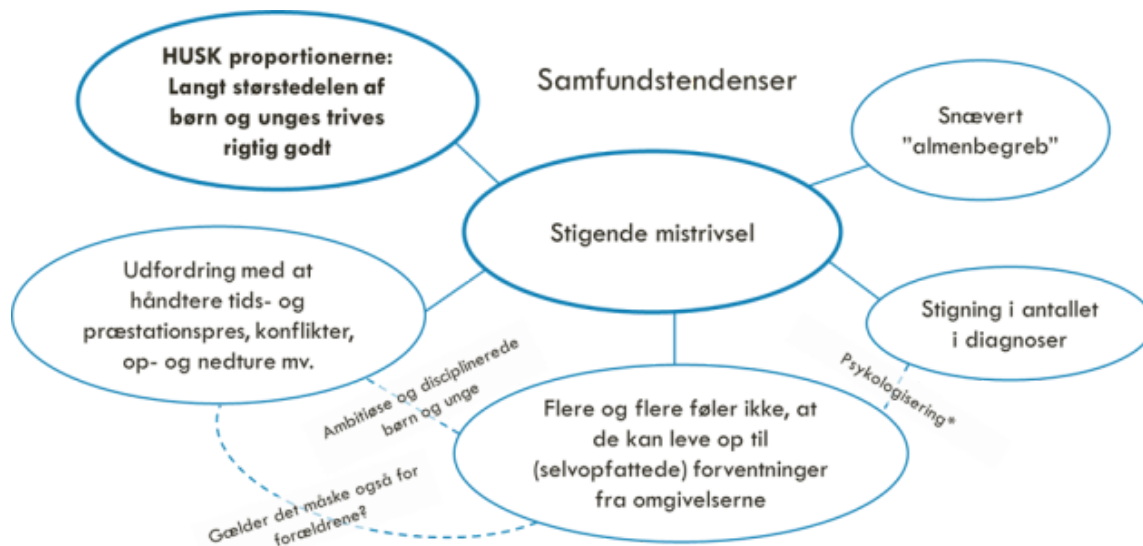 HUSK proportionerne:
Langt størstedelen af
børn og unges trives
rigtig godt
Samfundstendenser
Snævert
"almenbegreb"
Stigende mistrivsel
Udfordring med at
håndtere tids- og
præstationspres, konflikter,
op- og nedture mv.
Stigning i antallet
i diagnoser
Ambitiøse og disciplinerede
børn og unge
Psykologisering*
Flere og flere føler ikke, at
de kan leve op til
(selvopfattede) forventninger
fra omgivelserne
Gælder det måske også for
forældrene?